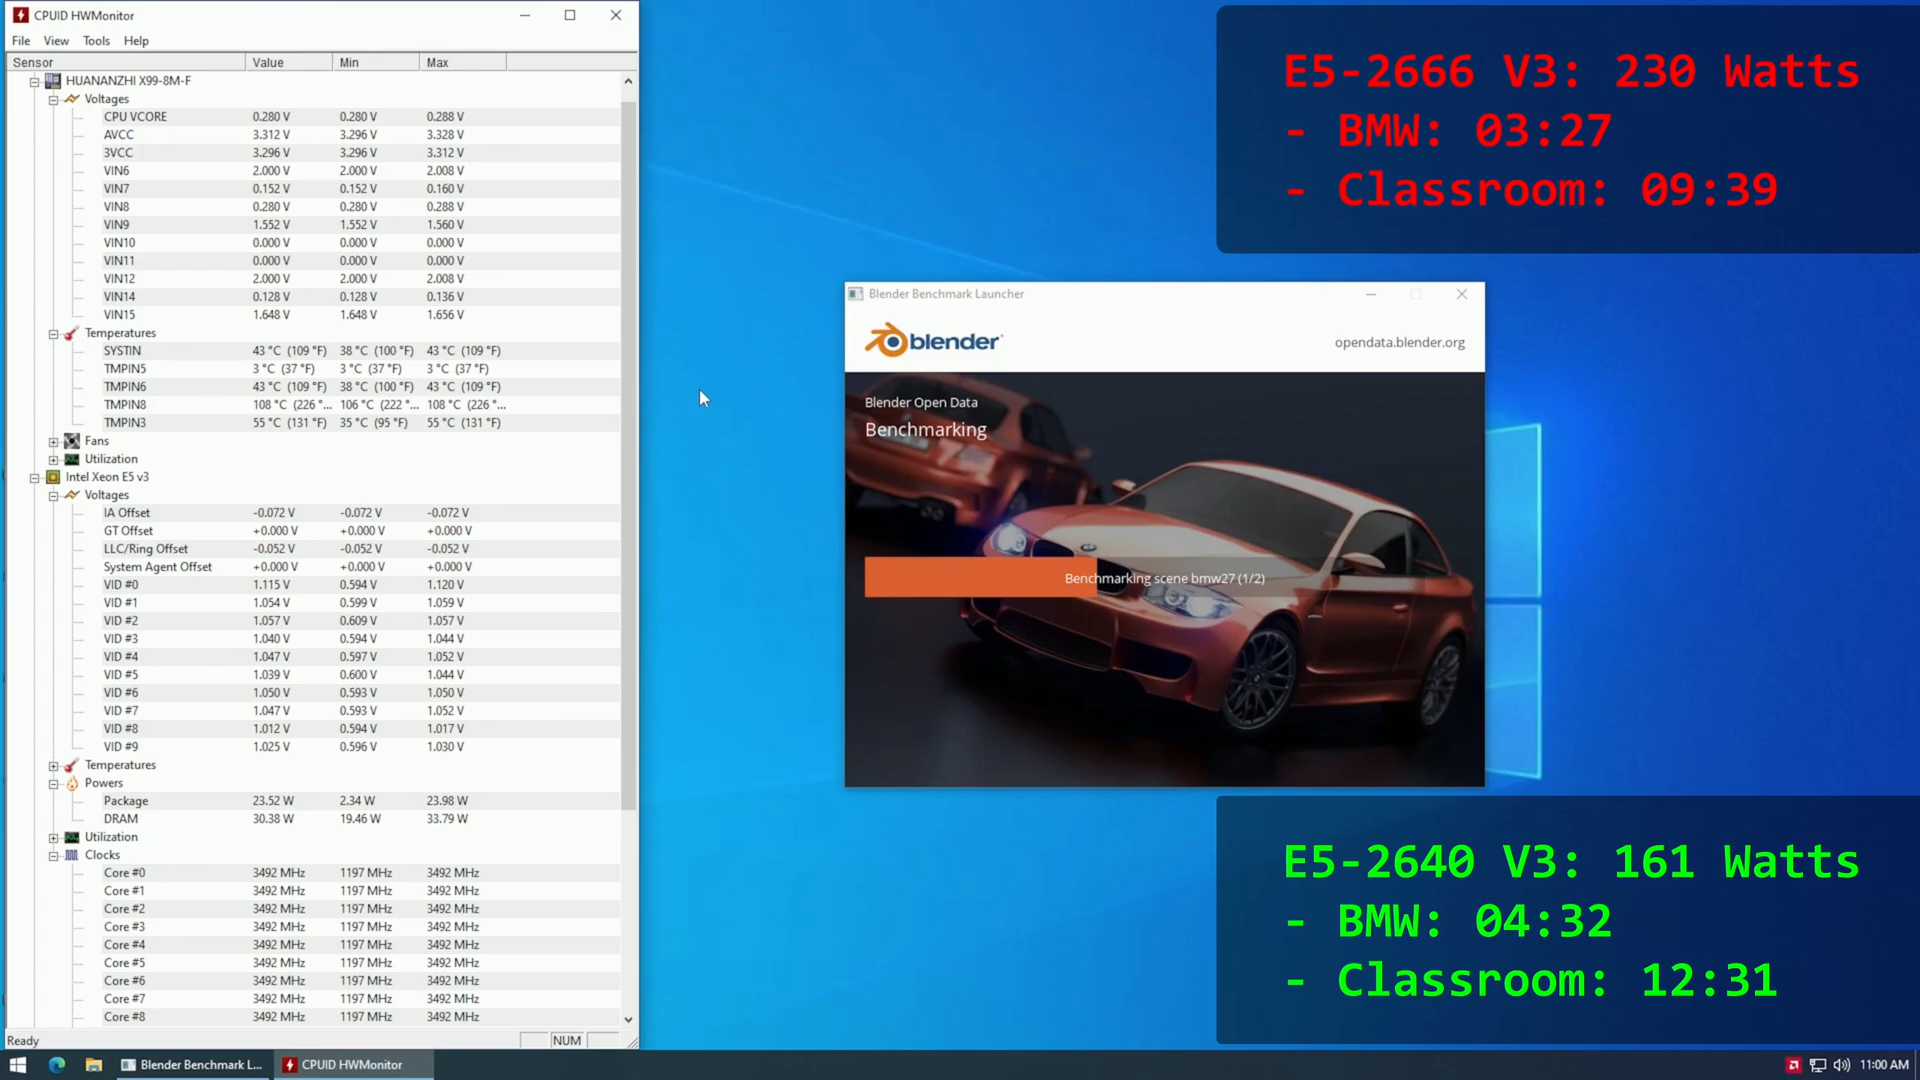 CPUID HWMonitor
File View Tools Help
Sensor Value Min Max
HUANANZHI X99-8M-F
Voltages
CPU VCORE 0.280 V 0.280 V 0.288 V
AVCC 3.312 V 3.296 V 3.328 V
3VCC 3.296 V 3.296 V 3.312 V
VIN6 2.000 V 2.000 V 2.008 V
VIN7 0.152 V 0.152 V 0.160 V
VIN8 0.280 V 0.280 V 0.288 V
VIN9 1.552 V 1.552 V 1.560 V
VIN10 0.000 V 0.000 V 0.000 V
VIN11 0.000 V 0.000 V 0.000 V
VIN12 2.000 V 2.000 V 2.008 V
VIN14 0.128 V 0.128 V 0.136 V
VIN15 1.648 V 1.648 V 1.656 V
Temperatures
SYSTIN 43 °C (109 °F) 38 °C (100 °F) 43 °C (109 °F)
TMPIN5 3 °C (37 °F) 3 °C (37 °F) 3 °C (37 °F)
TMPIN6 43 °C (109 °F) 38 °C (100 °F) 43 °C (109 °F)
TMPIN8 108 °C (226 °... 106 °C (222 °... 108 °C (226 °...
TMPIN3 55 °C (131 °F) 35 °C (95 °F) 55 °C (131 °F)
Fans
Utilization
Intel Xeon E5 v3
Voltages
IA Offset -0.072 V -0.072 V -0.072 V
GT Offset +0.000 V +0.000 V +0.000 V
LLC/Ring Offset -0.052 V -0.052 V -0.052 V
System Agent Offset +0.000 V +0.000 V +0.000 V
VID #0 1.115 V 0.594 V 1.120 V
VID #1 1.054 V 0.599 V 1.059 V
VID #2 1.057 V 0.609 V 1.057 V
VID #3 1.040 V 0.594 V 1.044 V
VID #4 1.047 V 0.597 V 1.052 V
VID #5 1.039 V 0.600 V 1.044 V
VID #6 1.050 V 0.593 V 1.050 V
VID #7 1.047 V 0.593 V 1.052 V
VID #8 1.012 V 0.594 V 1.017 V
VID #9 1.025 V 0.596 V 1.030 V
Temperatures
Powers
Package 23.52 W 2.34 W 23.98 W
DRAM 30.38 W 19.46 W 33.79 W
Utilization
Clocks
Core #0 3492 MHz 1197 MHz 3492 MHz
Core #1 3492 MHz 1197 MHz 3492 MHz
Core #2 3492 MHz 1197 MHz 3492 MHz
Core #3 3492 MHz 1197 MHz 3492 MHz
Core #4 3492 MHz 1197 MHz 3492 MHz
Core #5 3492 MHz 1197 MHz 3492 MHz
Core #6 3492 MHz 1197 MHz 3492 MHz
Core #7 3492 MHz 1197 MHz 3492 MHz
Core #8 3492 MHz 1197 MHz 3492 MHz
Ready NUM
E5-2666 V3: 230 Watts
- BMW: 03:27
- Classroom: 09:39
Blender Benchmark Launcher
blender
opendata.blender.org
Blender Open Data
Benchmarking
Benchmarking scene bmw27 (1/2)
E5-2640 V3: 161 Watts
- BMW: 04:32
- Classroom: 12:31
Blender Benchmark L... CPUID HWMonitor 11:00 AM